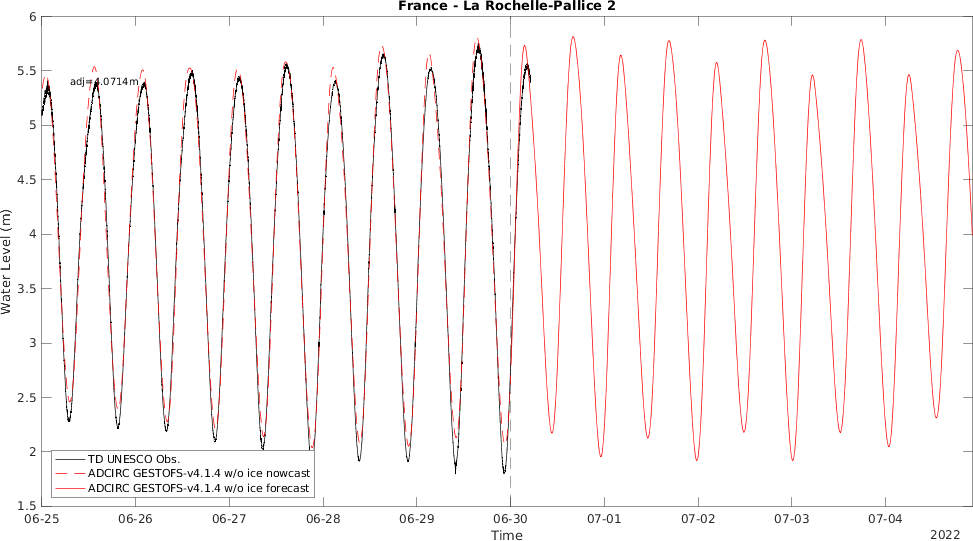 France - La Rochelle-Pallice 2
Water Level (m)
6
5.5
5
4.5
4
3.5
3
2.5
2
1.5
adj=4.0714m
TD UNESCO Obs.
ADCIRC GESTOFS-v4.1.4 w/o ice nowcast
ADCIRC GESTOFS-v4.1.4 w/o ice forecast
06-25 06-26 06-27 06-28 06-29 06-30 07-01 07-02 07-03 07-04
Time
2022